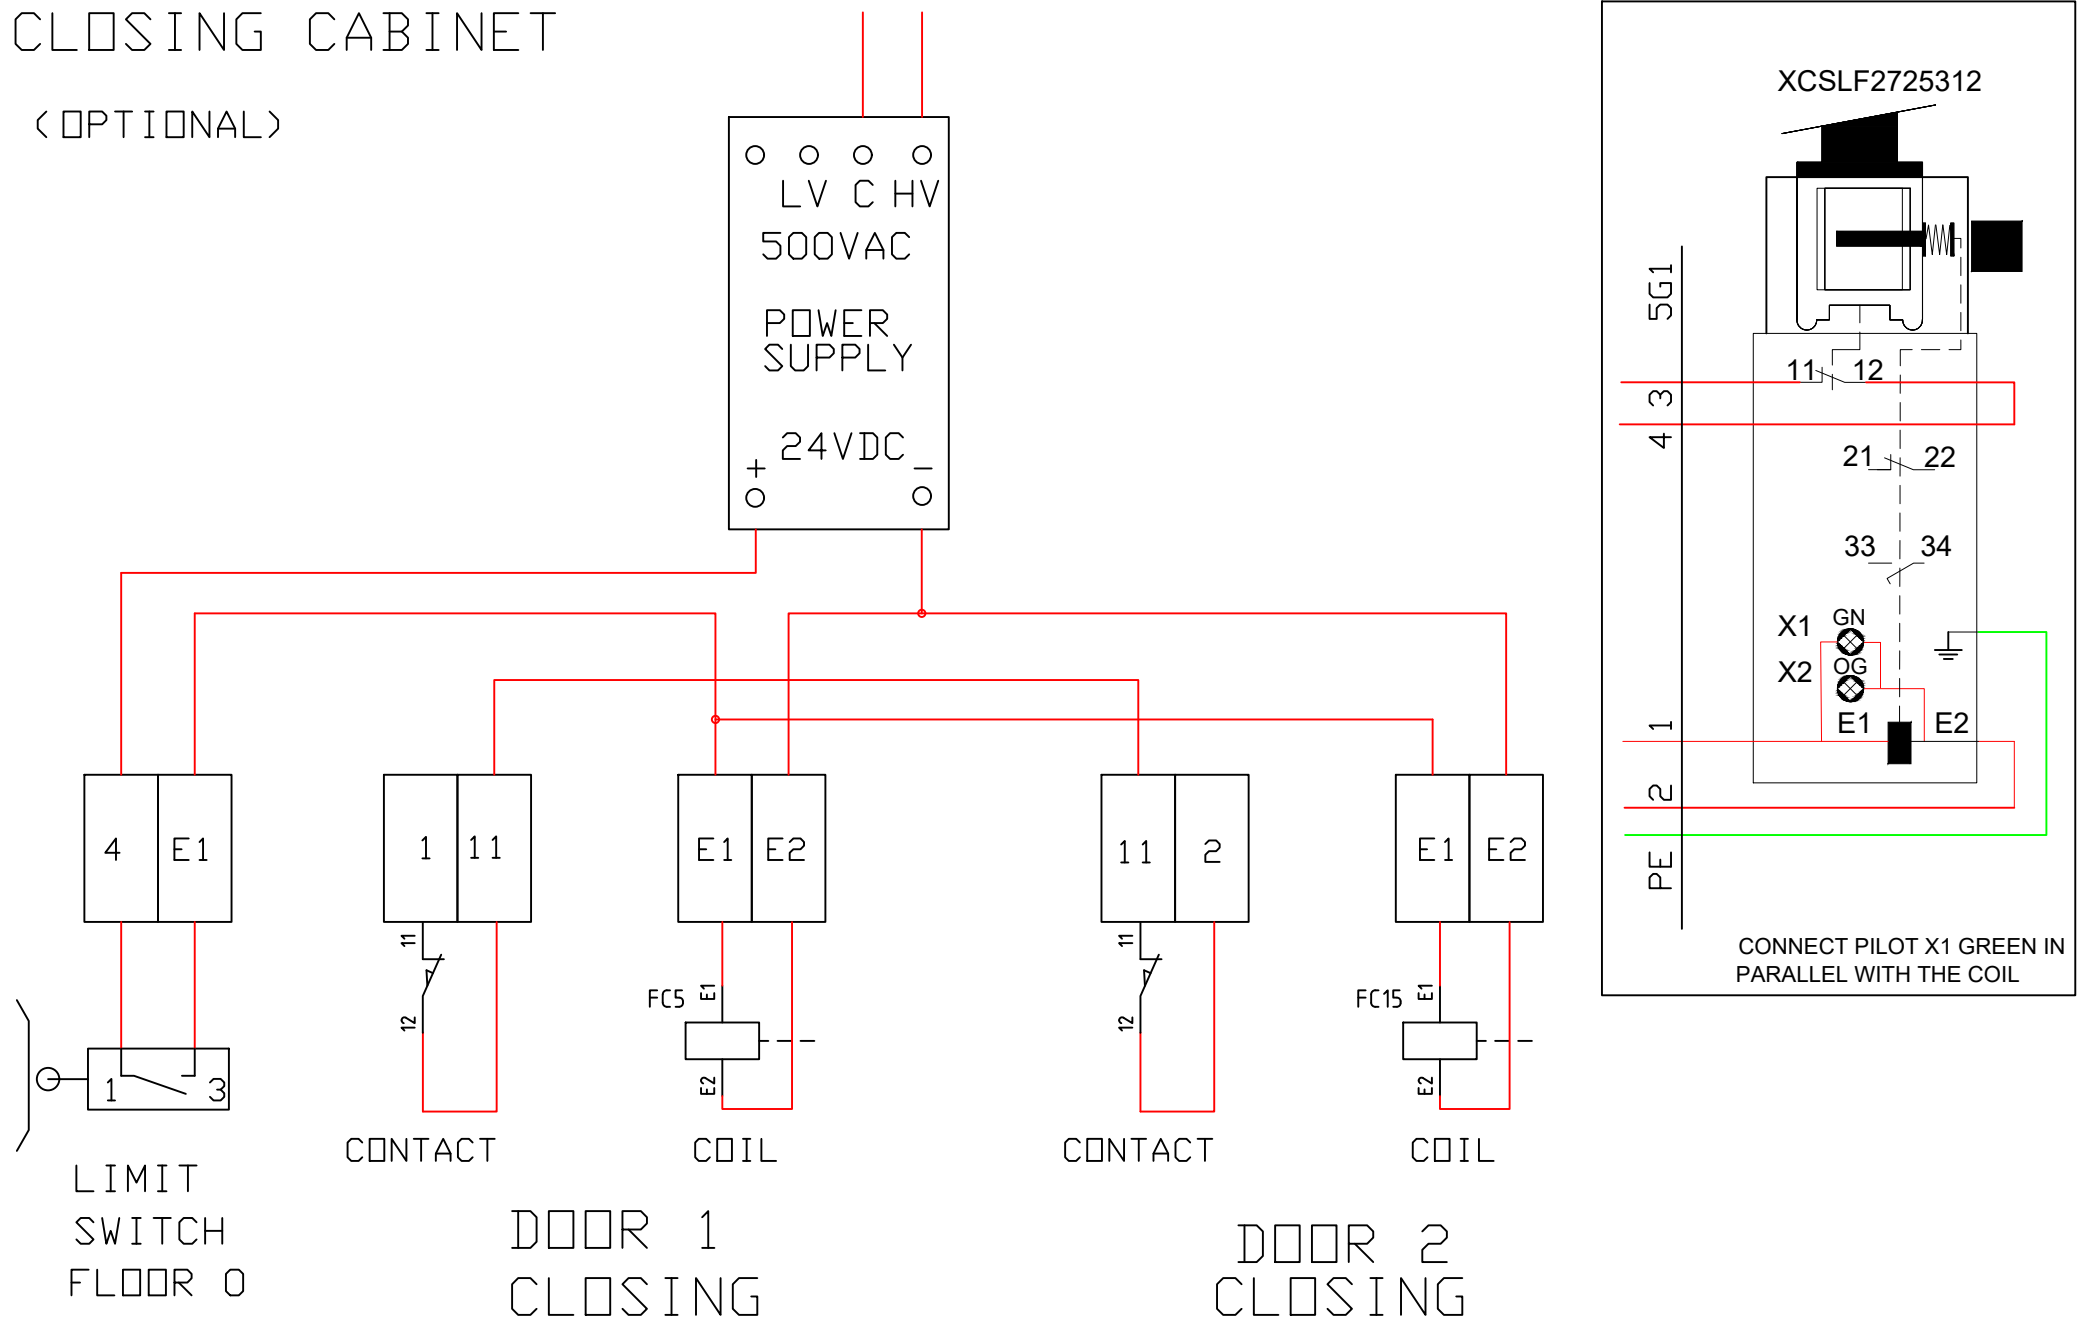 CLOSING CABINET
(OPTIONAL)
LV C HV
500VAC
POWER
SUPPLY
24VDC
+ -
4 E1
1 11
E1 E2
11 2
E1 E2
11
12
FC5 E1
E2
11
12
FC15 E1
E2
1 3
CONTACT
COIL
CONTACT
COIL
LIMIT
SWITCH
FLOOR 0
DOOR 1
CLOSING
DOOR 2
CLOSING
XCSLF2725312
5G1
3
4
1
2
PE
11 12
21 22
33 34
X1 GN
X2 OG
E1 E2
CONNECT PILOT X1 GREEN IN
PARALLEL WITH THE COIL